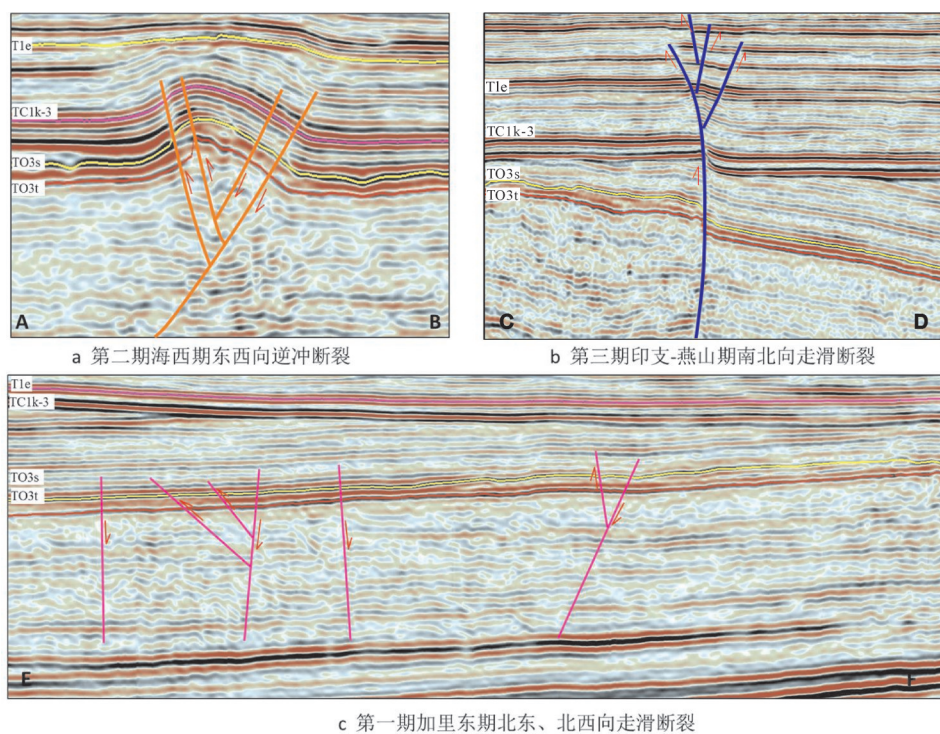 T1e
TC1k-3
TO3s
TO3t
A
B
a 第二期海西期东西向逆冲断裂
T1e
TC1k-3
TO3s
TO3t
C
D
b 第三期印支-燕山期南北向走滑断裂
T1e
TC1k-3
TO3s
TO3t
E
F
c 第一期加里东期北东、北西向走滑断裂